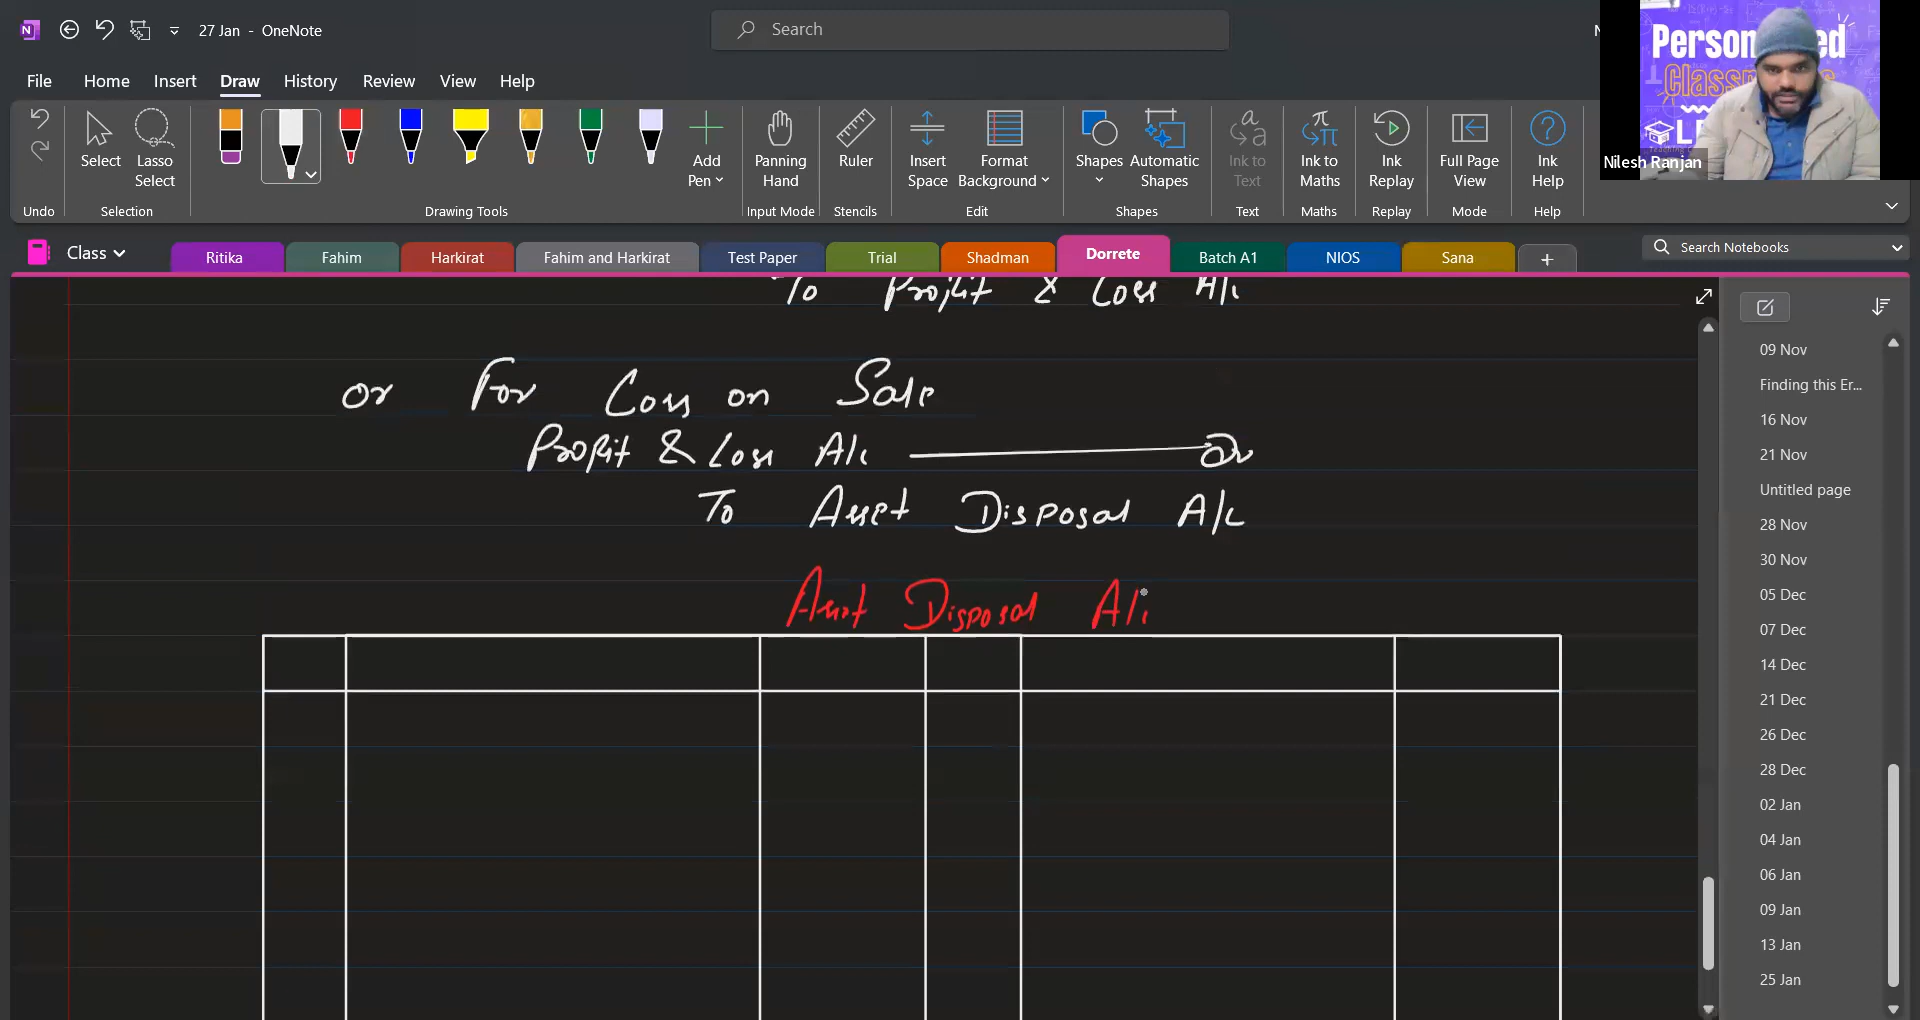 27 Jan - OneNote
Search
File Home Insert Draw History Review View Help
Select
Lasso Select
Add Pen
Panning Hand
Ruler
Insert Space
Format Background
Shapes
Automatic Shapes
Ink to Text
Ink to Maths
Ink Replay
Full Page View
Ink Help
Undo Selection Drawing Tools Input Mode Stencils Edit Shapes Text Maths Replay Mode Help
Nilesh Ranjan
Class
Ritika Fahim Harkirat Fahim and Harkirat Test Paper Trial Shadman Dorrete Batch A1 NIOS Sana +
Search Notebooks
To Profit & Loss A/c
or For Loss on Sale
Profit & Loss A/c Dr
To Asset Disposal A/c
Asset Disposal A/c
09 Nov
Finding this Er...
16 Nov
21 Nov
Untitled page
28 Nov
30 Nov
05 Dec
07 Dec
14 Dec
21 Dec
26 Dec
28 Dec
02 Jan
04 Jan
06 Jan
09 Jan
13 Jan
25 Jan